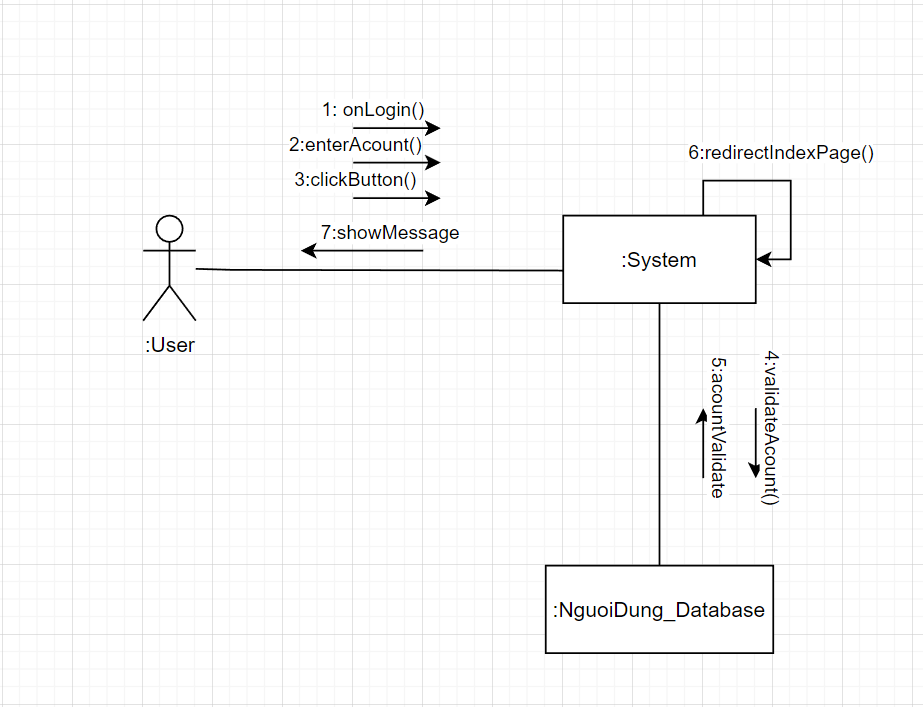 1: onLogin()
2:enterAcount()
3:clickButton()
7:showMessage
6:redirectIndexPage()
:System
:User
5:acountValidate
4:validateAcount()
:NguoiDung_Database